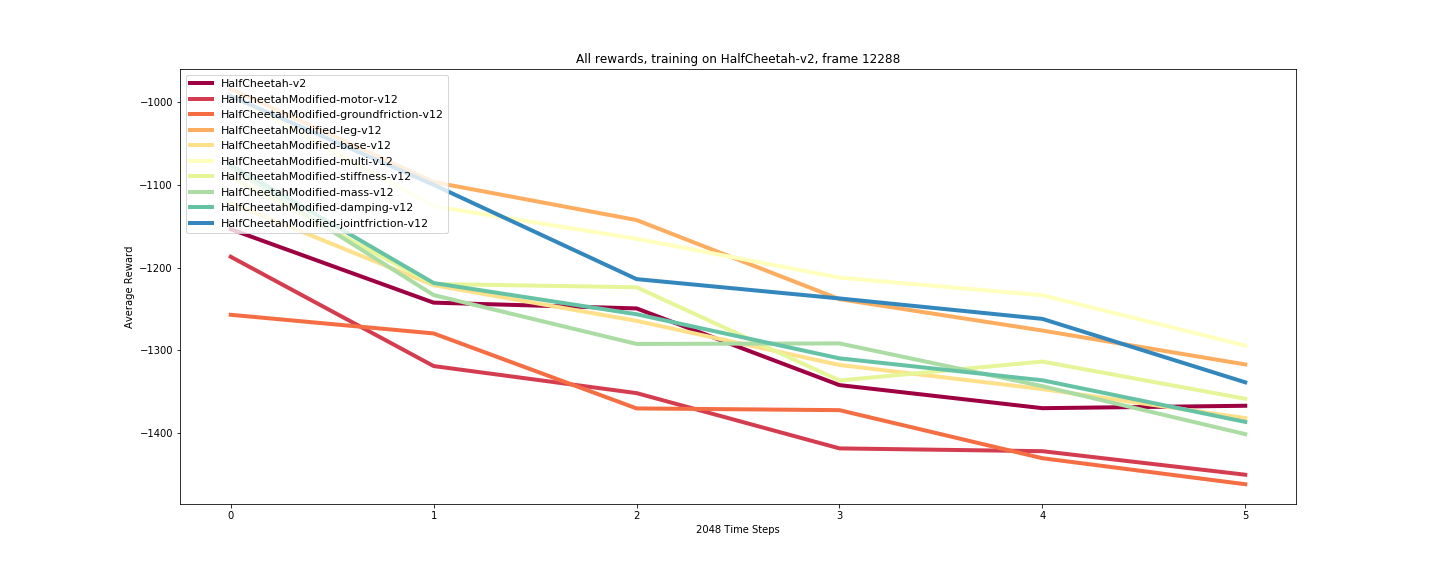 All rewards, training on HalfCheetah-v2, frame 12288
HalfCheetah-v2
HalfCheetahModified-motor-v12
HalfCheetahModified-groundfriction-v12
HalfCheetahModified-leg-v12
HalfCheetahModified-base-v12
HalfCheetahModified-multi-v12
HalfCheetahModified-stiffness-v12
HalfCheetahModified-mass-v12
HalfCheetahModified-damping-v12
HalfCheetahModified-jointfriction-v12
Average Reward
−1000
−1100
−1200
−1300
−1400
0 1 2 3 4 5
2048 Time Steps